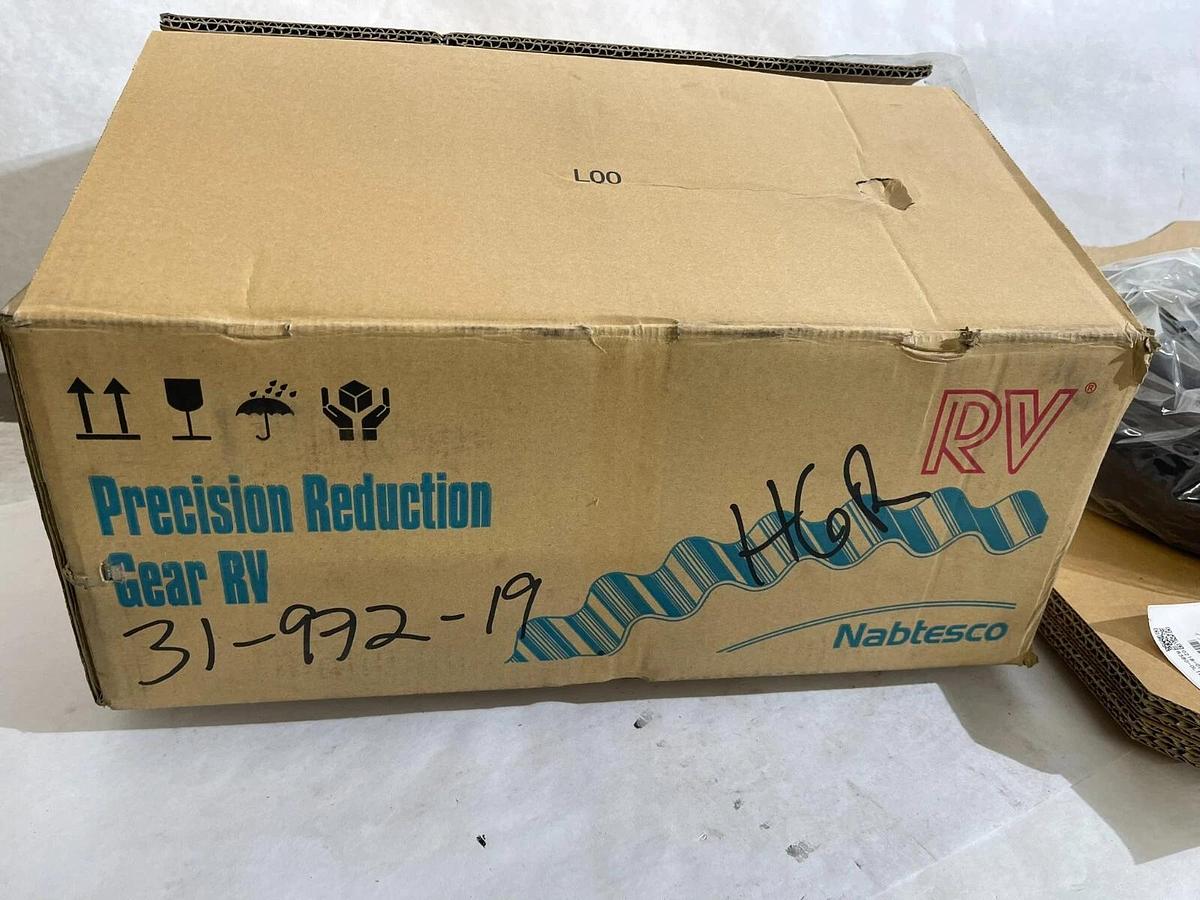 L00
RV®
Precision Reduction
Gear RV
HGR
31-972-19
Nabtesco